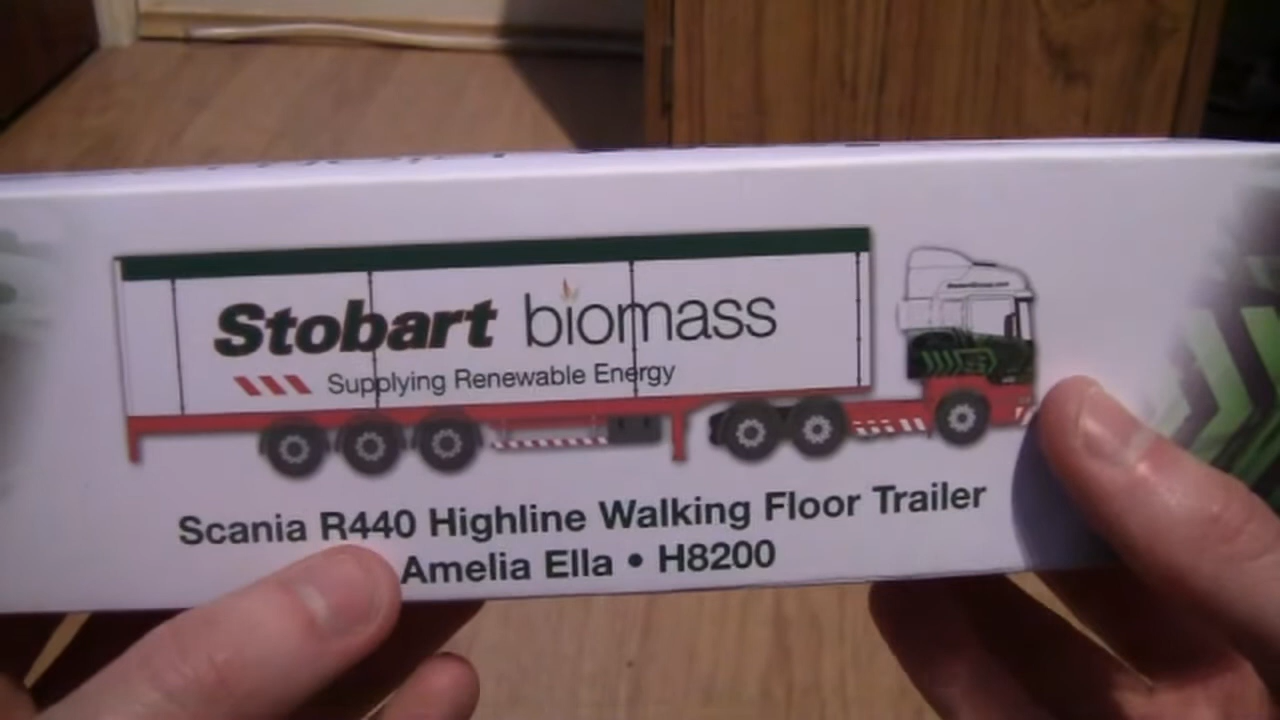 Stobart biomass
Supplying Renewable Energy
Scania R440 Highline Walking Floor Trailer
Amelia Ella • H8200